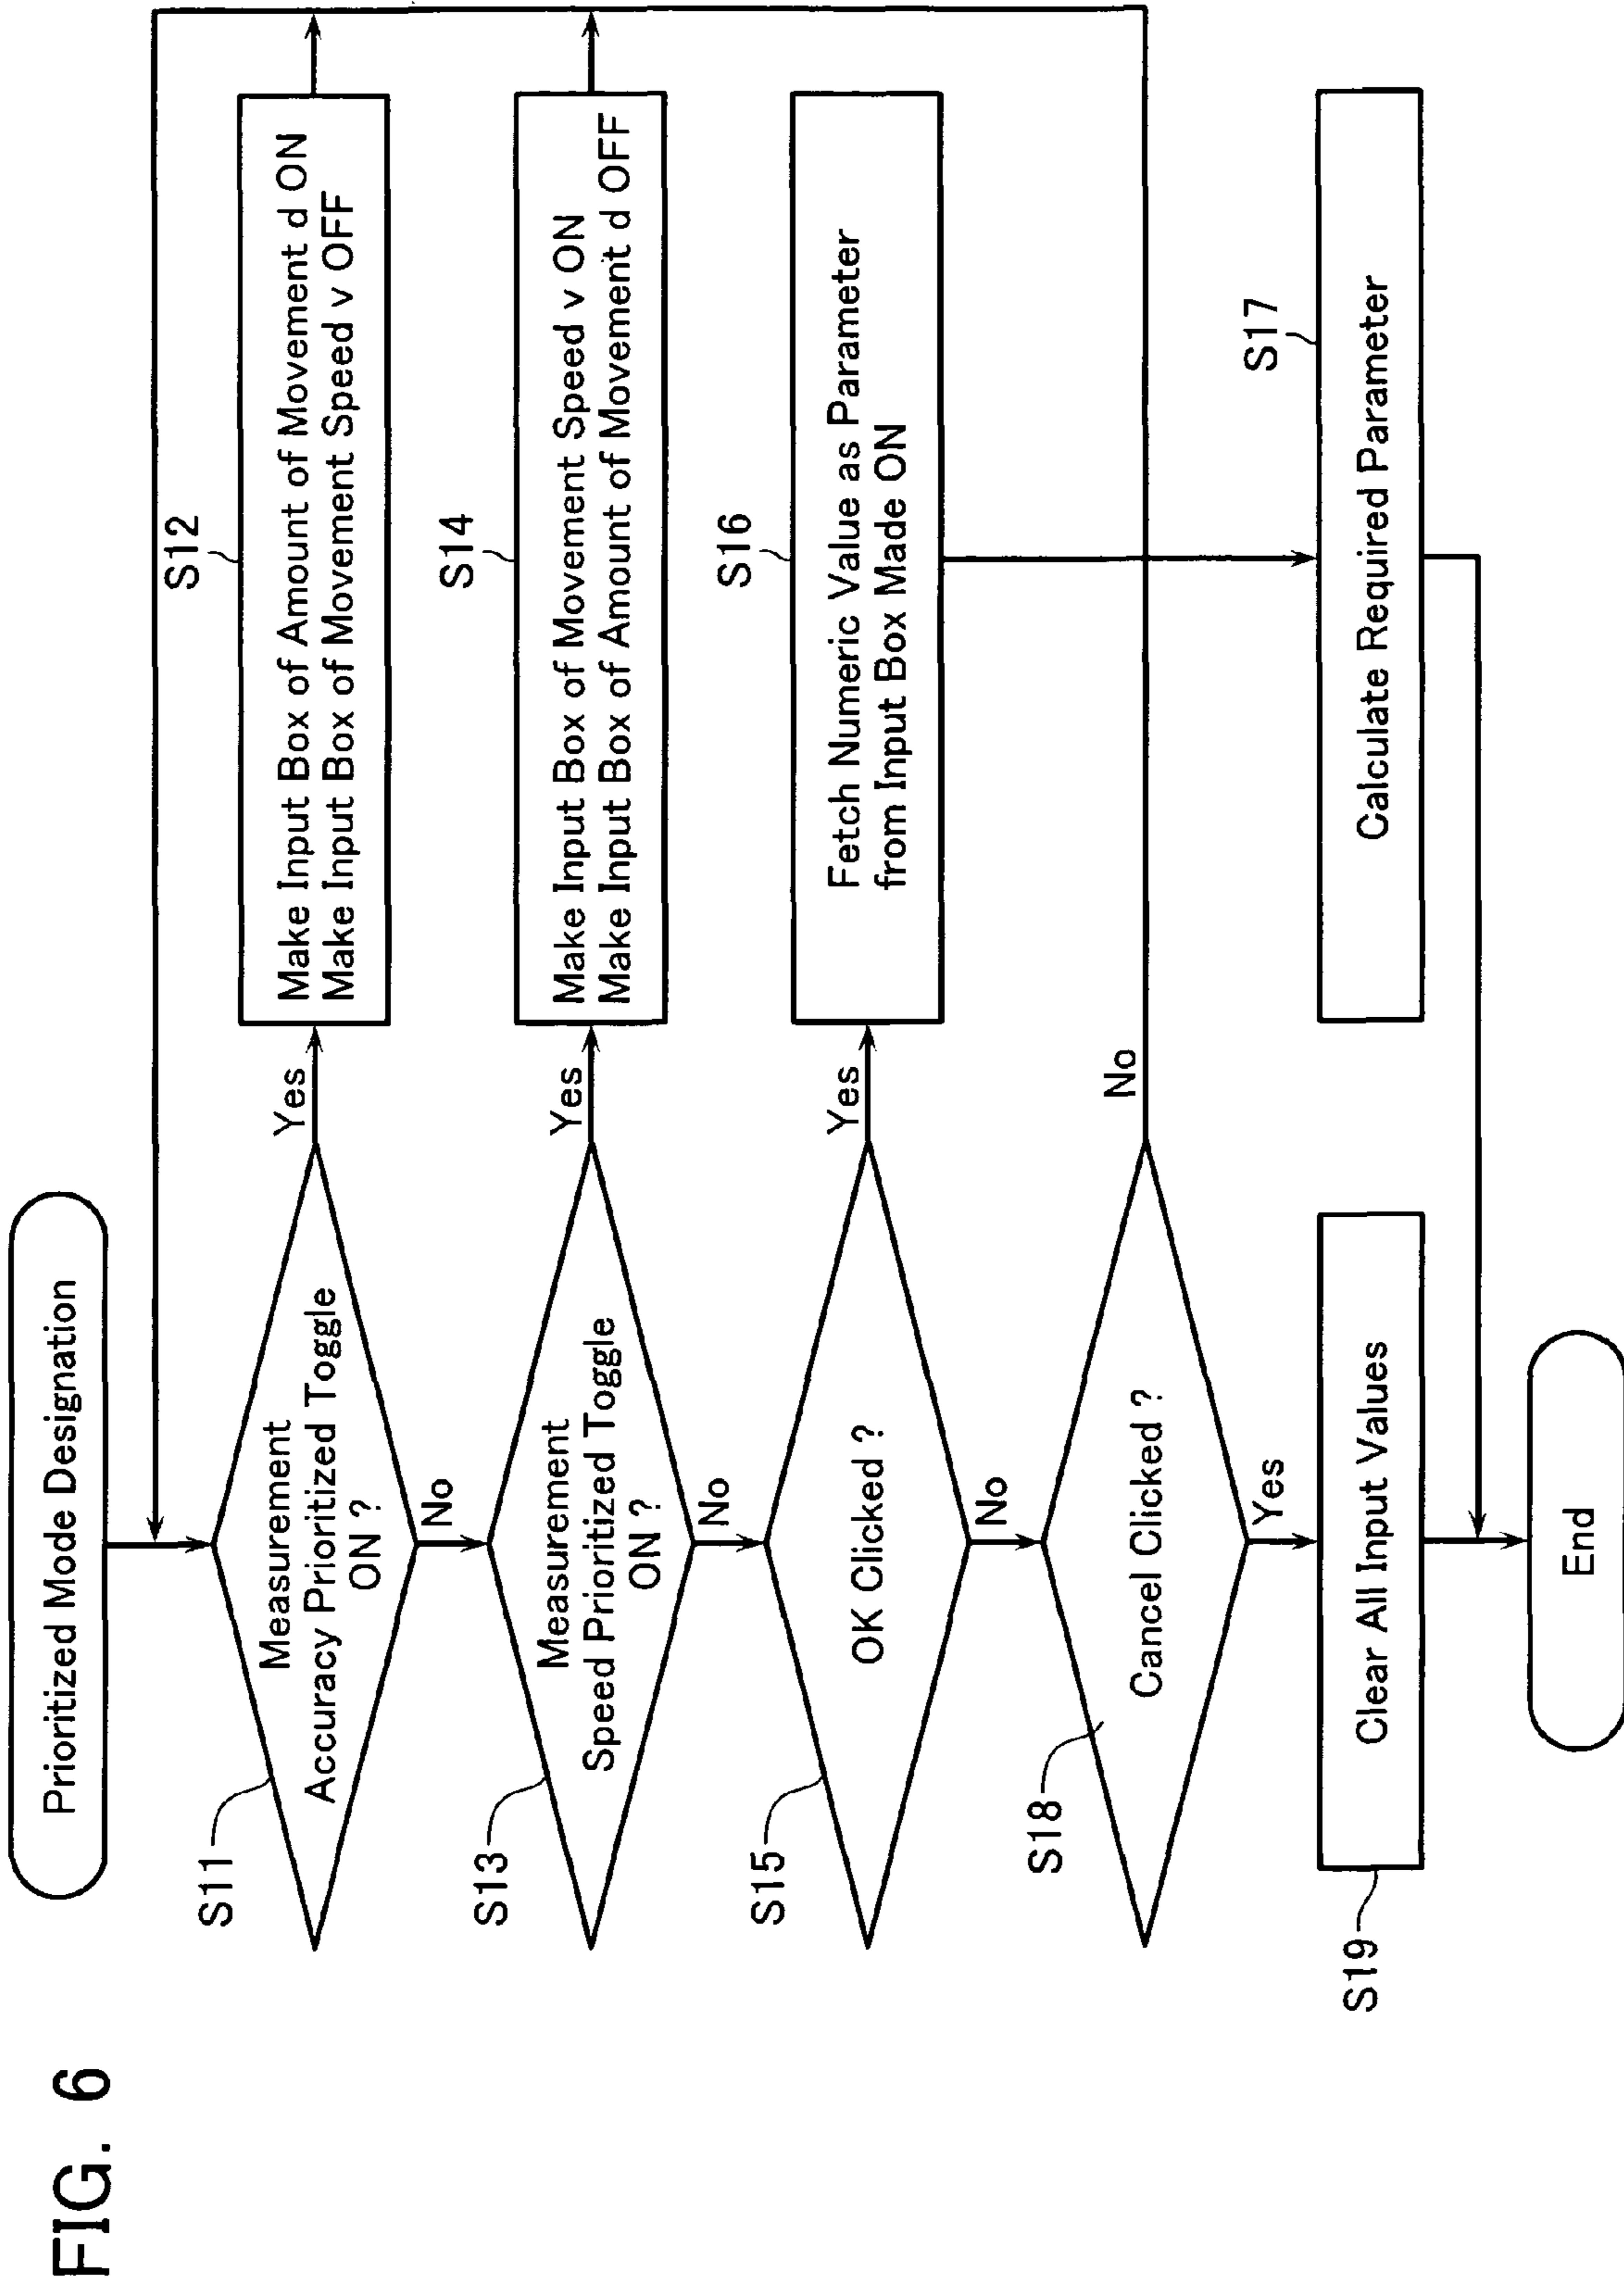 FIG. 6
Prioritized Mode Designation
S11
Measurement
Accuracy Prioritized Toggle
ON ?
Yes
No
S12
Make Input Box of Amount of Movement d ON
Make Input Box of Movement Speed v OFF
S13
Measurement
Speed Prioritized Toggle
ON ?
Yes
No
S14
Make Input Box of Movement Speed v ON
Make Input Box of Amount of Movement d OFF
S15
OK Clicked ?
Yes
No
S16
Fetch Numeric Value as Parameter
from Input Box Made ON
S18
Cancel Clicked ?
No
Yes
S17
Calculate Required Parameter
S19
Clear All Input Values
End